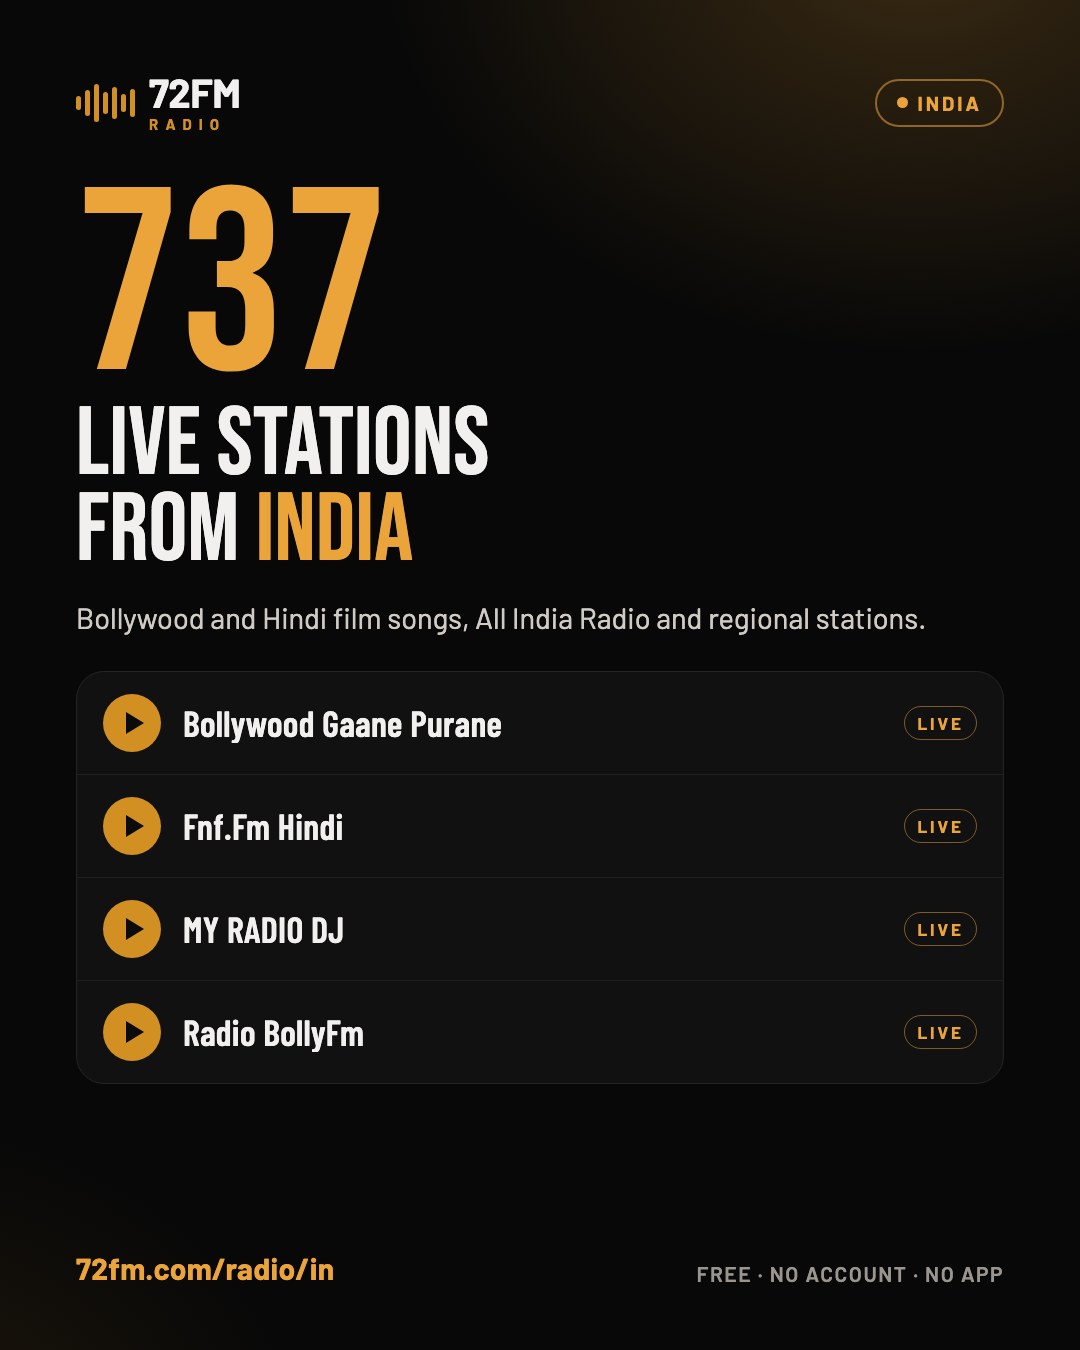 72FM
RADIO
INDIA
737
LIVE STATIONS
FROM INDIA
Bollywood and Hindi film songs, All India Radio and regional stations.
Bollywood Gaane Purane
LIVE
Fnf.Fm Hindi
LIVE
MY RADIO DJ
LIVE
Radio BollyFm
LIVE
72fm.com/radio/in
FREE · NO ACCOUNT · NO APP